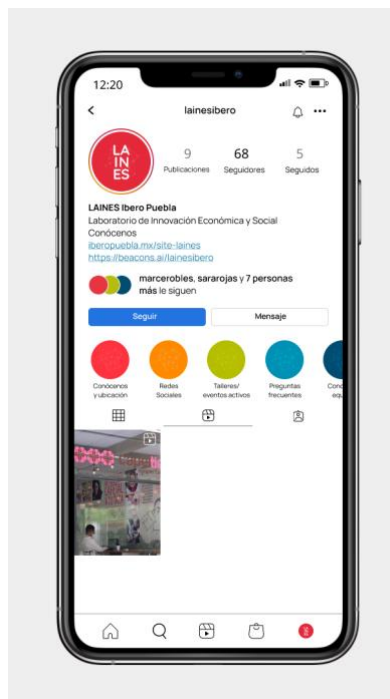 12:20
lainesibero
LA
IN
ES
9
Publicaciones
68
Seguidores
5
Seguidos
LAINES Ibero Puebla
Laboratorio de Innovación Económica y Social
Conócenos
iberopuebla.mx/site-laines
https://beacons.ai/lainesibero
marcerobles, sararojas y 7 personas
más le siguen
Seguir
Mensaje
Conócenos
y ubicación
Redes
Sociales
Talleres/
eventos activos
Preguntas
frecuentes